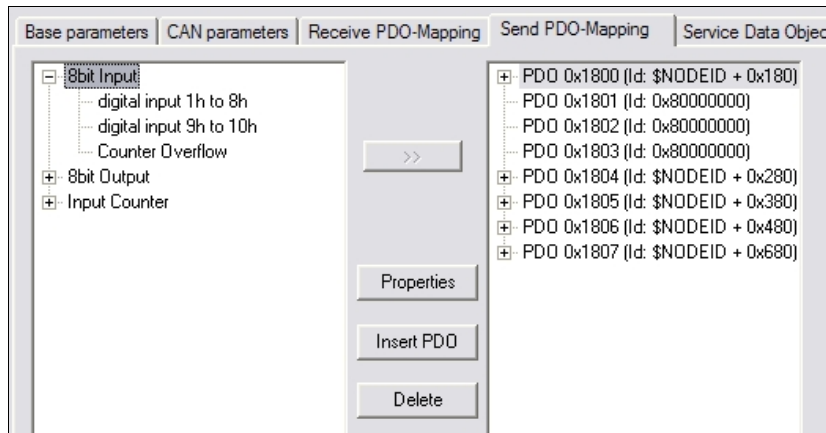 Base parameters
CAN parameters
Receive PDO-Mapping
Send PDO-Mapping
Service Data Objec
8bit Input
digital input 1h to 8h
digital input 9h to 10h
Counter Overflow
8bit Output
Input Counter
>>
Properties
Insert PDO
Delete
PDO 0x1800 (Id: $NODEID + 0x180)
PDO 0x1801 (Id: 0x80000000)
PDO 0x1802 (Id: 0x80000000)
PDO 0x1803 (Id: 0x80000000)
PDO 0x1804 (Id: $NODEID + 0x280)
PDO 0x1805 (Id: $NODEID + 0x380)
PDO 0x1806 (Id: $NODEID + 0x480)
PDO 0x1807 (Id: $NODEID + 0x680)